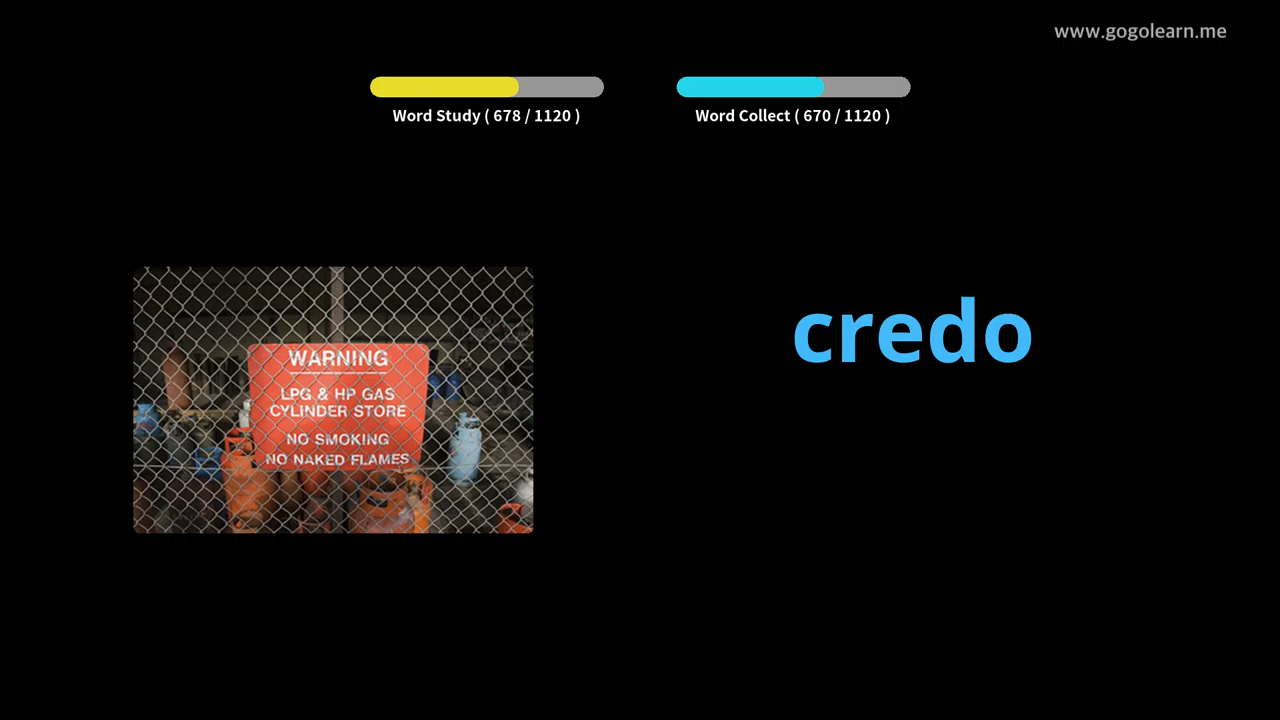 www.gogolearn.me
Word Study ( 678 / 1120 )
Word Collect ( 670 / 1120 )
WARNING
LPG & HP GAS
CYLINDER STORE
NO SMOKING
NO NAKED FLAMES
credo